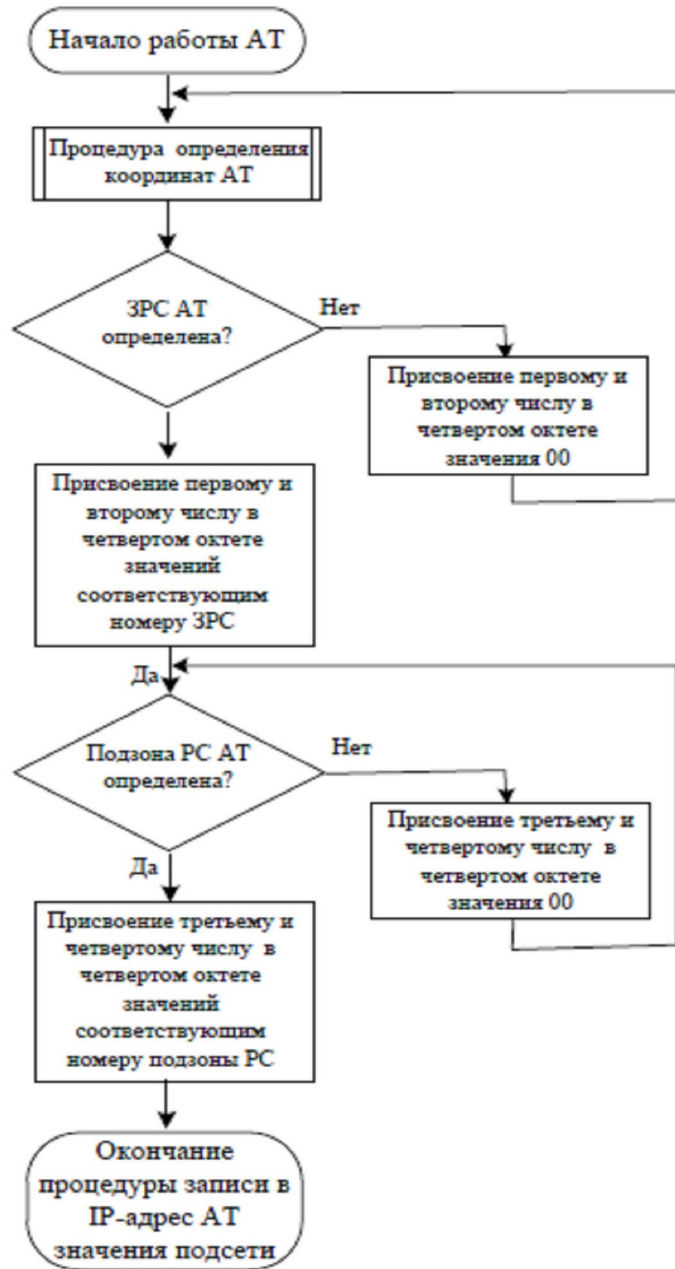 Начало работы АТ
Процедура определения
координат АТ
ЗРС АТ
определена?
Нет
Присвоение первому и
второму числу в
четвертом октете
значения 00
Присвоение первому и
второму числу в
четвертом октете
значений
соответствующим
номеру ЗРС
Да
Подзона РС АТ
определена?
Нет
Присвоение третьему и
четвертому числу в
четвертом октете
значения 00
Да
Присвоение третьему и
четвертому числу в
четвертом октете
значений
соответствующим
номеру подзоны РС
Окончание
процедуры записи в
IP-адрес АТ
значения подсети